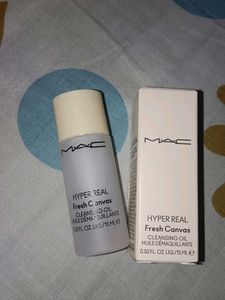 MAC
HYPER REAL
Fresh Canvas
CLEANSING OIL
HUILE DÉMAQUILLANTE
0.50 FL. OZ. LIQ./15 ML ℮
MAC
HYPER REAL
Fresh Canvas
CLEANSING OIL
HUILE DÉMAQUILLANTE
0.50 FL. OZ. LIQ./15 ML ℮